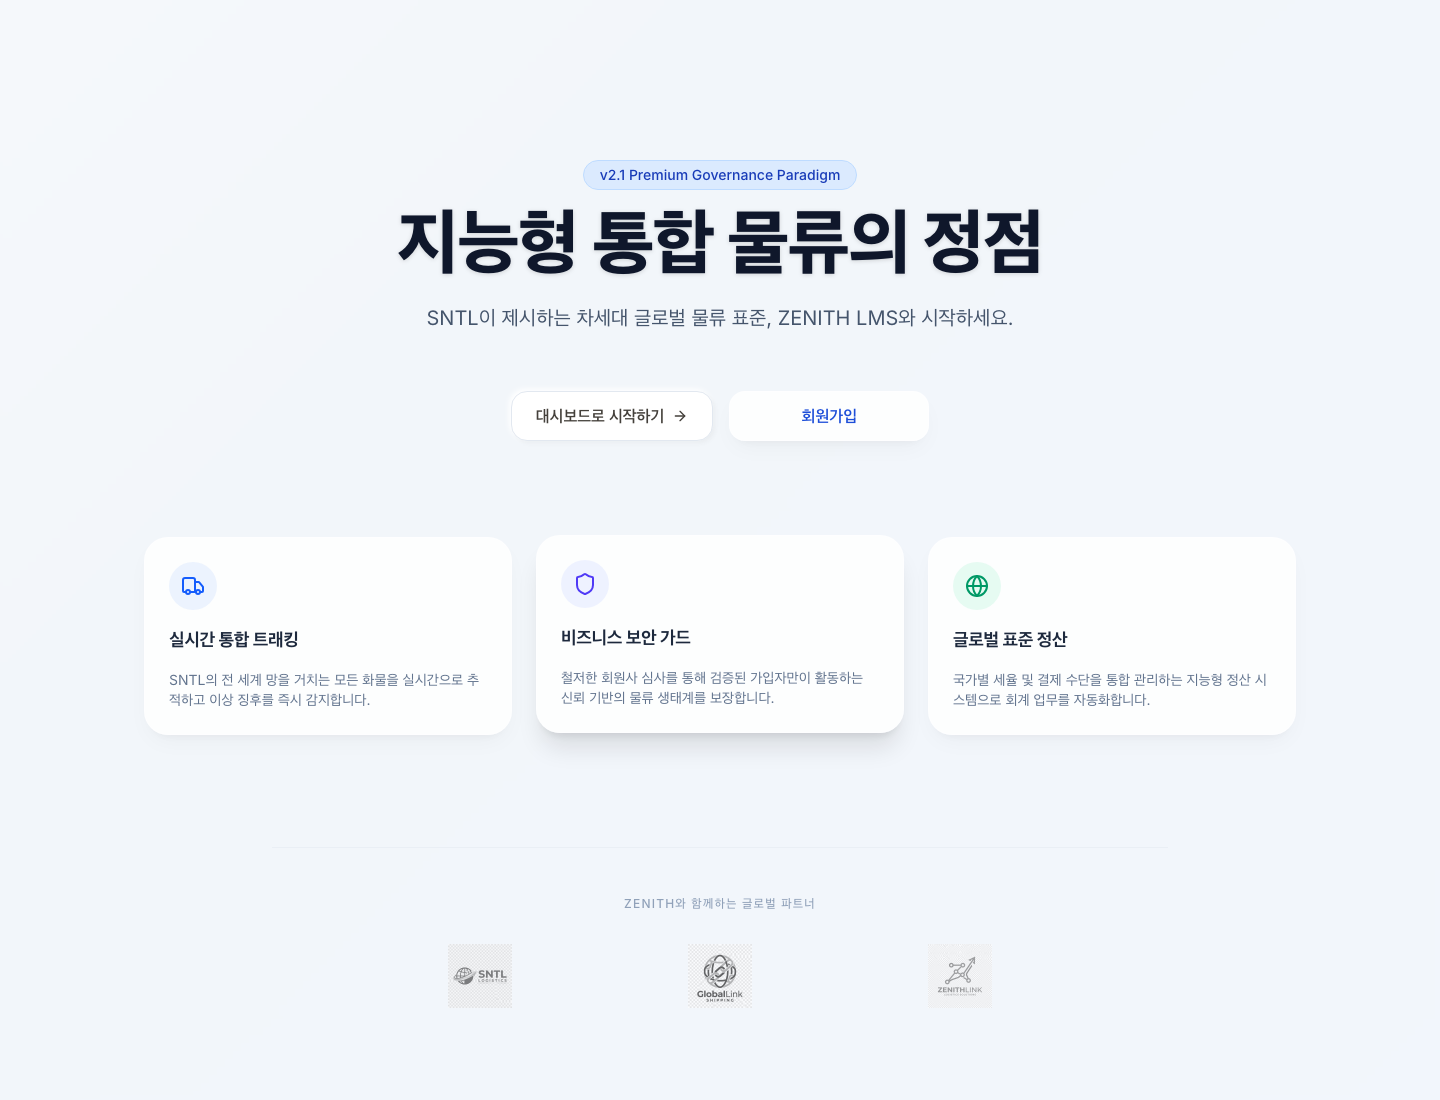 v2.1 Premium Governance Paradigm
지능형 통합 물류의 정점
SNTL이 제시하는 차세대 글로벌 물류 표준, ZENITH LMS와 시작하세요.
대시보드로 시작하기 →
회원가입
실시간 통합 트래킹
SNTL의 전 세계 망을 거치는 모든 화물을 실시간으로 추
적하고 이상 징후를 즉시 감지합니다.
비즈니스 보안 가드
철저한 회원사 심사를 통해 검증된 가입자만이 활동하는
신뢰 기반의 물류 생태계를 보장합니다.
글로벌 표준 정산
국가별 세율 및 결제 수단을 통합 관리하는 지능형 정산 시
스템으로 회계 업무를 자동화합니다.
ZENITH와 함께하는 글로벌 파트너
SNTL
LOGISTICS
GlobalLink
SHIPPING
ZENITHLINK